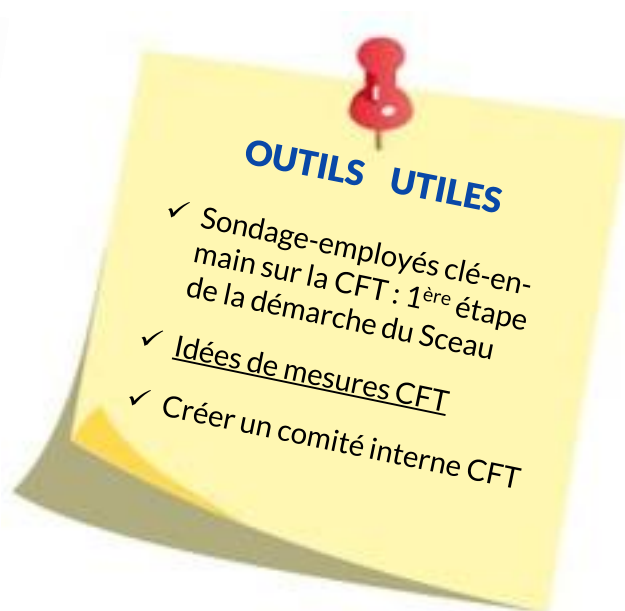 OUTILS UTILES
✓ Sondage-employés clé-en-
main sur la CFT : 1ère étape
de la démarche du Sceau
✓ Idées de mesures CFT
✓ Créer un comité interne CFT